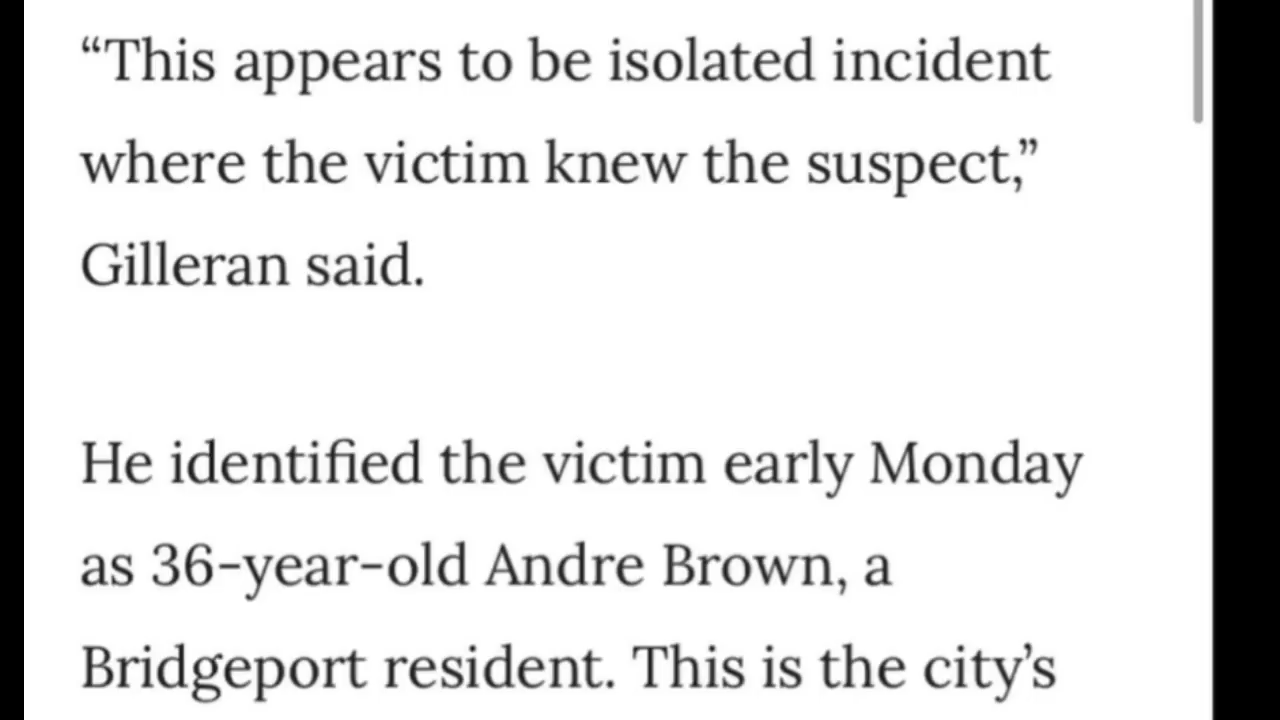 “This appears to be isolated incident
where the victim knew the suspect,”
Gilleran said.
He identified the victim early Monday
as 36-year-old Andre Brown, a
Bridgeport resident. This is the city’s